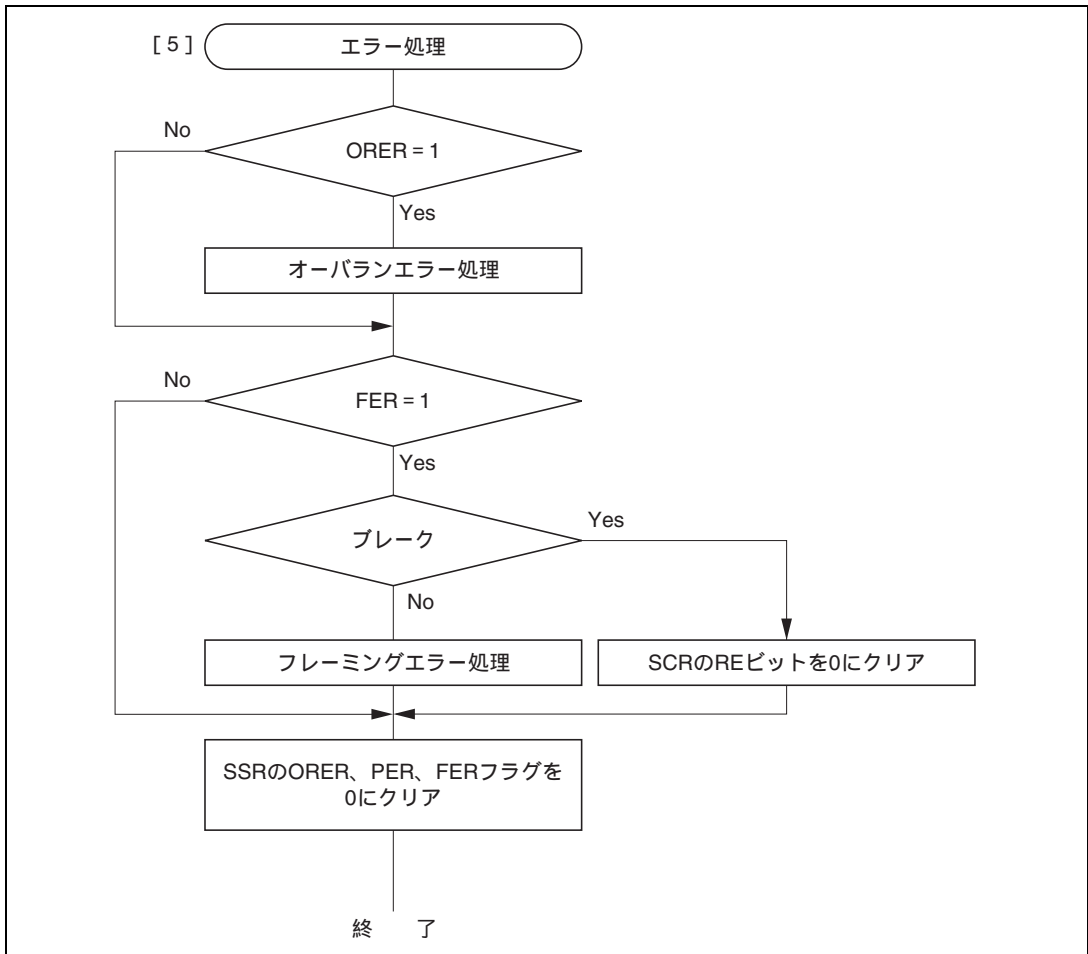 [ 5 ]
エラー処理
No
ORER = 1
Yes
オーバランエラー処理
No
FER = 1
Yes
ブレーク
Yes
No
フレーミングエラー処理
SCRのREビットを0にクリア
SSRのORER、PER、FERフラグを
0にクリア
終　了